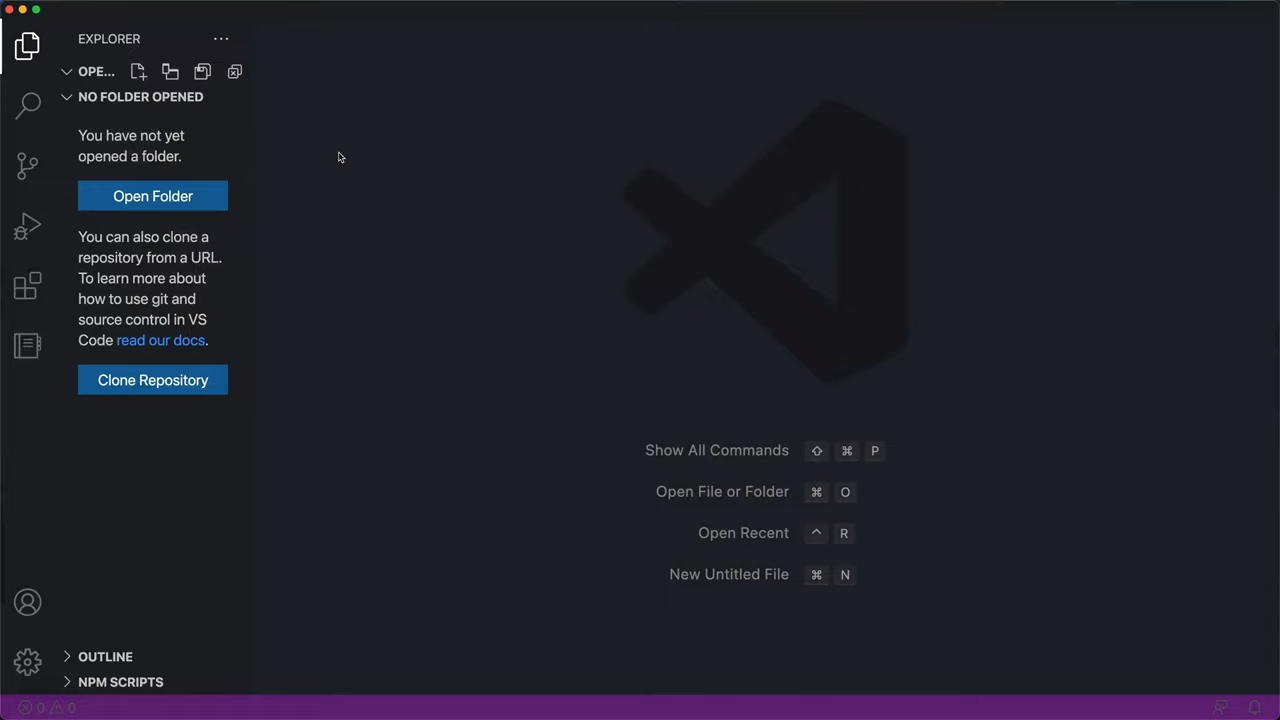 EXPLORER
OPE...
NO FOLDER OPENED
You have not yet
opened a folder.
Open Folder
You can also clone a
repository from a URL.
To learn more about
how to use git and
source control in VS
Code read our docs.
Clone Repository
Show All Commands ⇧ ⌘ P
Open File or Folder ⌘ O
Open Recent ^ R
New Untitled File ⌘ N
OUTLINE
NPM SCRIPTS
0 0